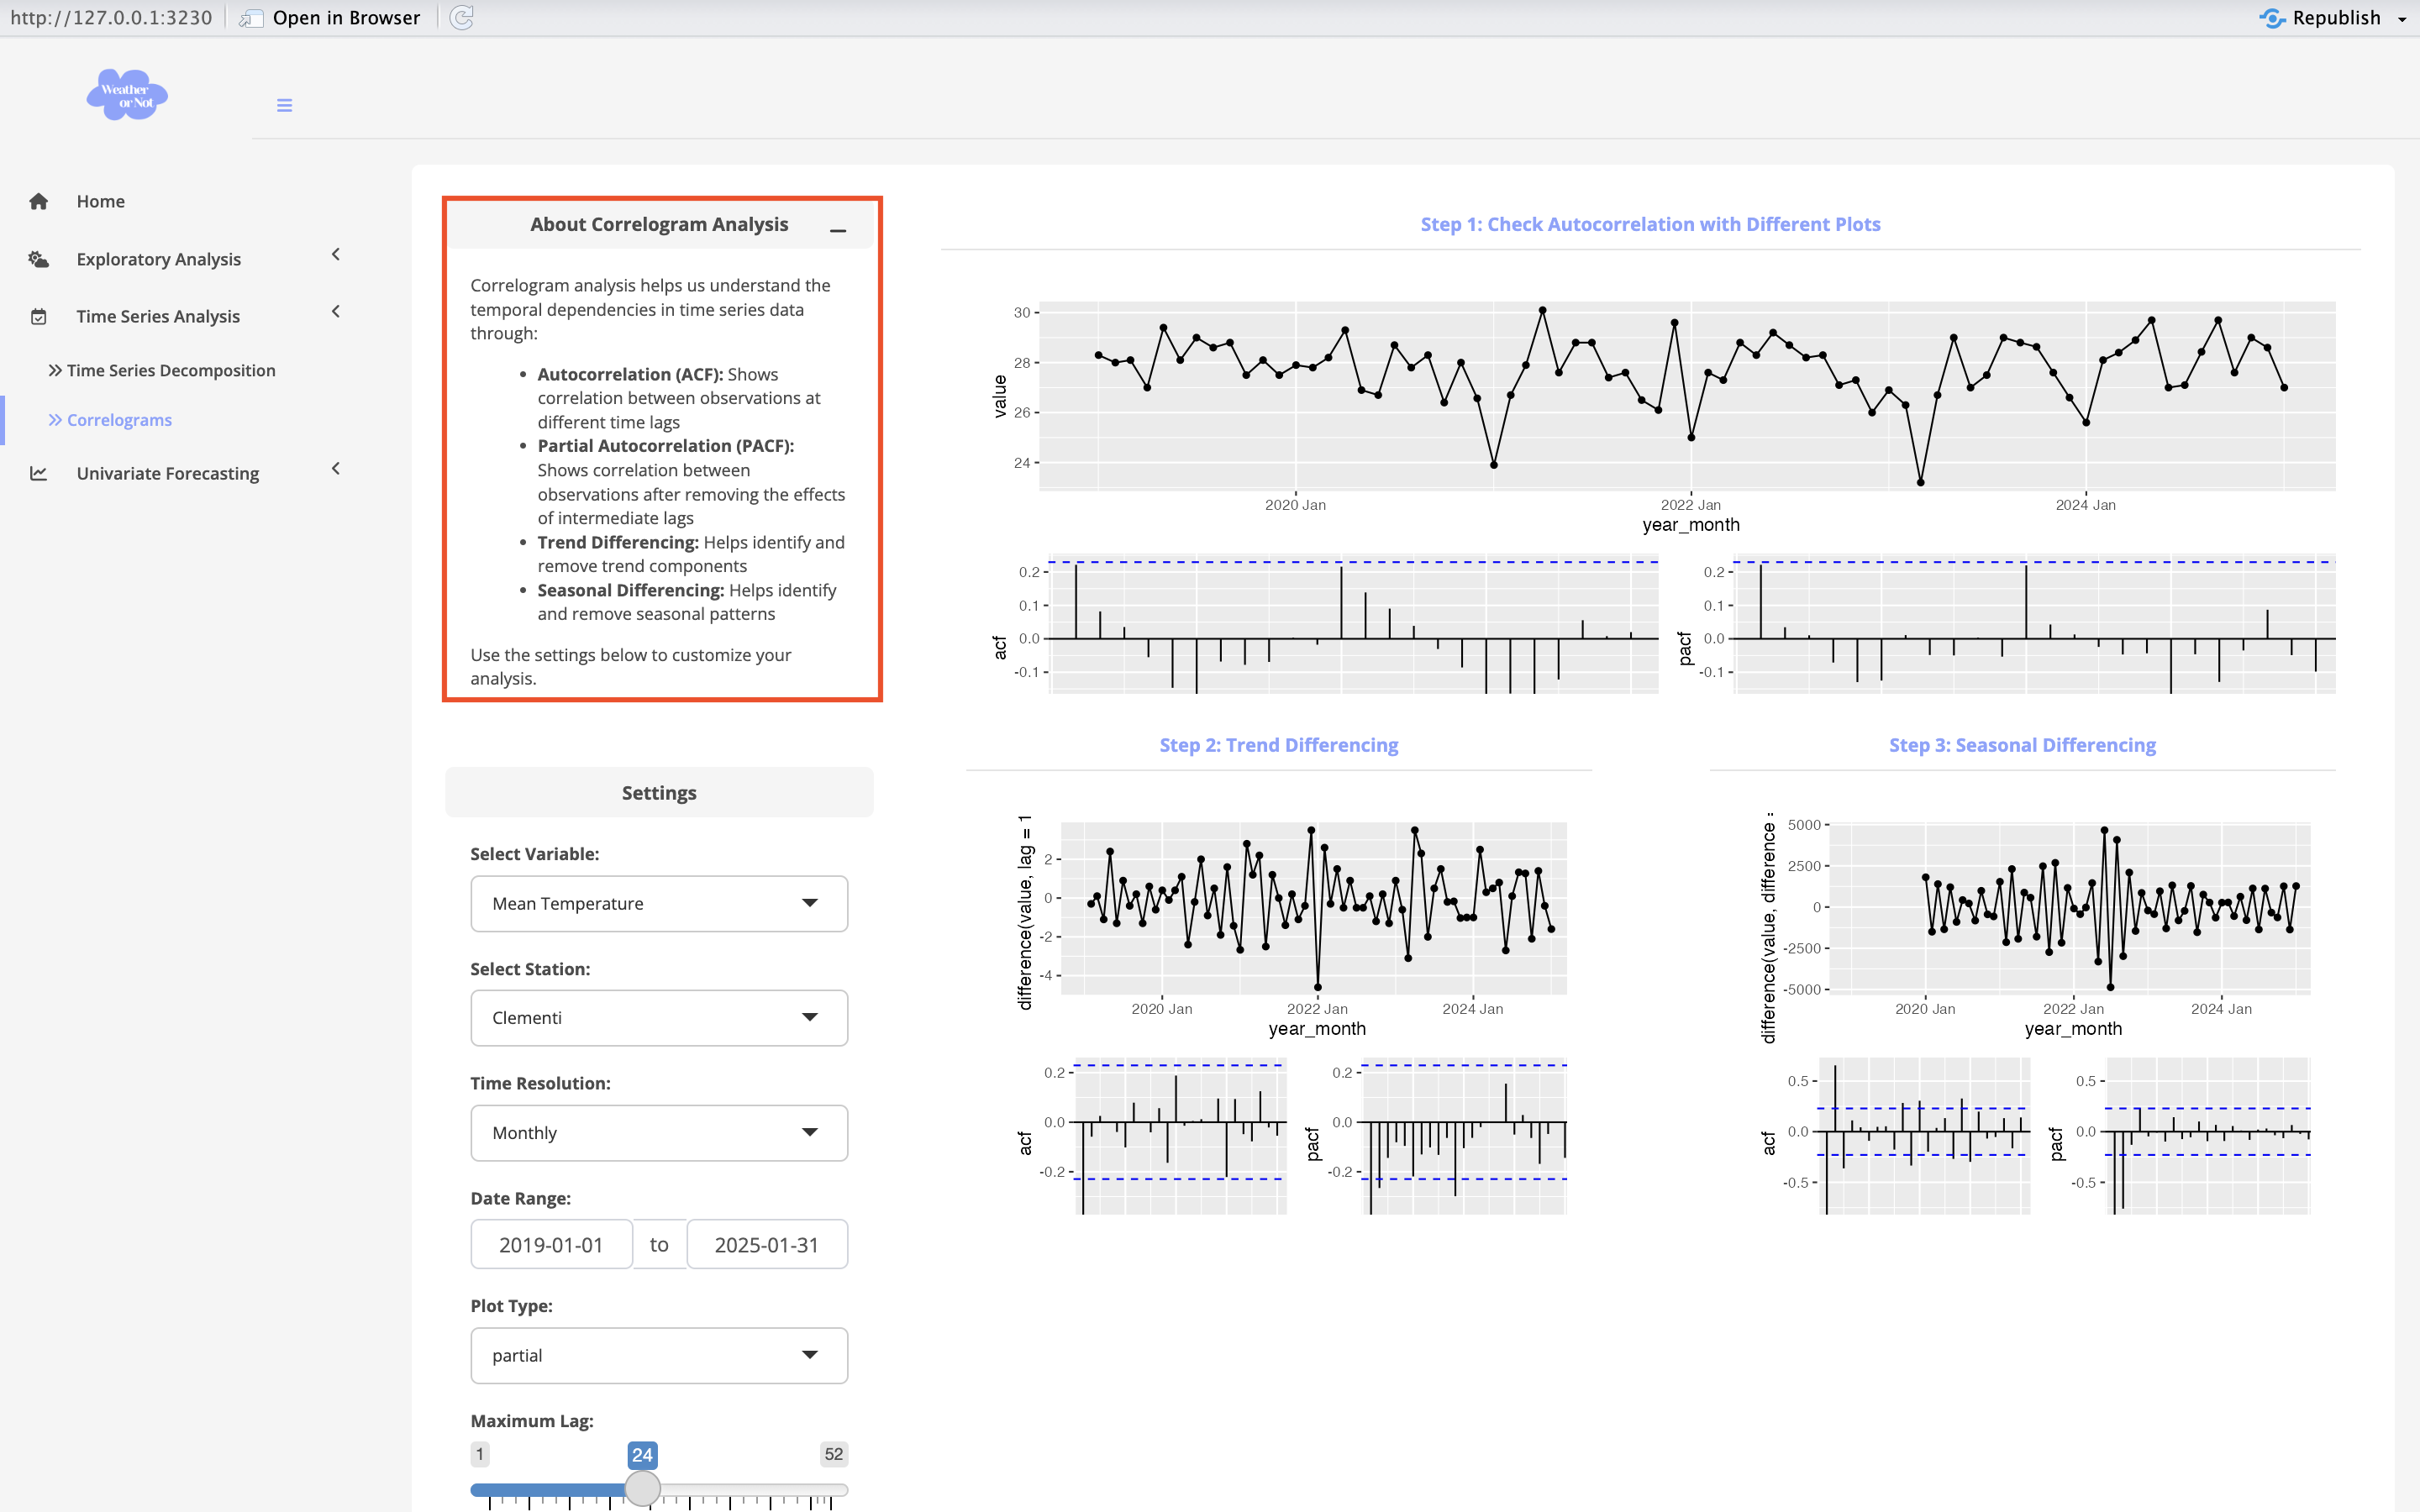 http://127.0.0.1:3230
Open in Browser
Republish
Weather
or Not
Home
Exploratory Analysis
Time Series Analysis
Time Series Decomposition
Correlograms
Univariate Forecasting
About Correlogram Analysis
Correlogram analysis helps us understand the
temporal dependencies in time series data
through:
• Autocorrelation (ACF): Shows
correlation between observations at
different time lags
• Partial Autocorrelation (PACF):
Shows correlation between
observations after removing the effects
of intermediate lags
• Trend Differencing: Helps identify and
remove trend components
• Seasonal Differencing: Helps identify
and remove seasonal patterns
Use the settings below to customize your
analysis.
Settings
Select Variable:
Mean Temperature
Select Station:
Clementi
Time Resolution:
Monthly
Date Range:
2019-01-01 to 2025-01-31
Plot Type:
partial
Maximum Lag:
1 24 52
Step 1: Check Autocorrelation with Different Plots
value
30
28
26
24
2020 Jan 2022 Jan 2024 Jan
year_month
acf
0.2
0.1
0.0
-0.1
pacf
0.2
0.1
0.0
-0.1
Step 2: Trend Differencing
difference(value, lag = 1
2
0
-2
-4
2020 Jan 2022 Jan 2024 Jan
year_month
acf
0.2
0.0
-0.2
pacf
0.2
0.0
-0.2
Step 3: Seasonal Differencing
difference(value, difference :
5000
2500
0
-2500
-5000
2020 Jan 2022 Jan 2024 Jan
year_month
acf
0.5
0.0
-0.5
pacf
0.5
0.0
-0.5